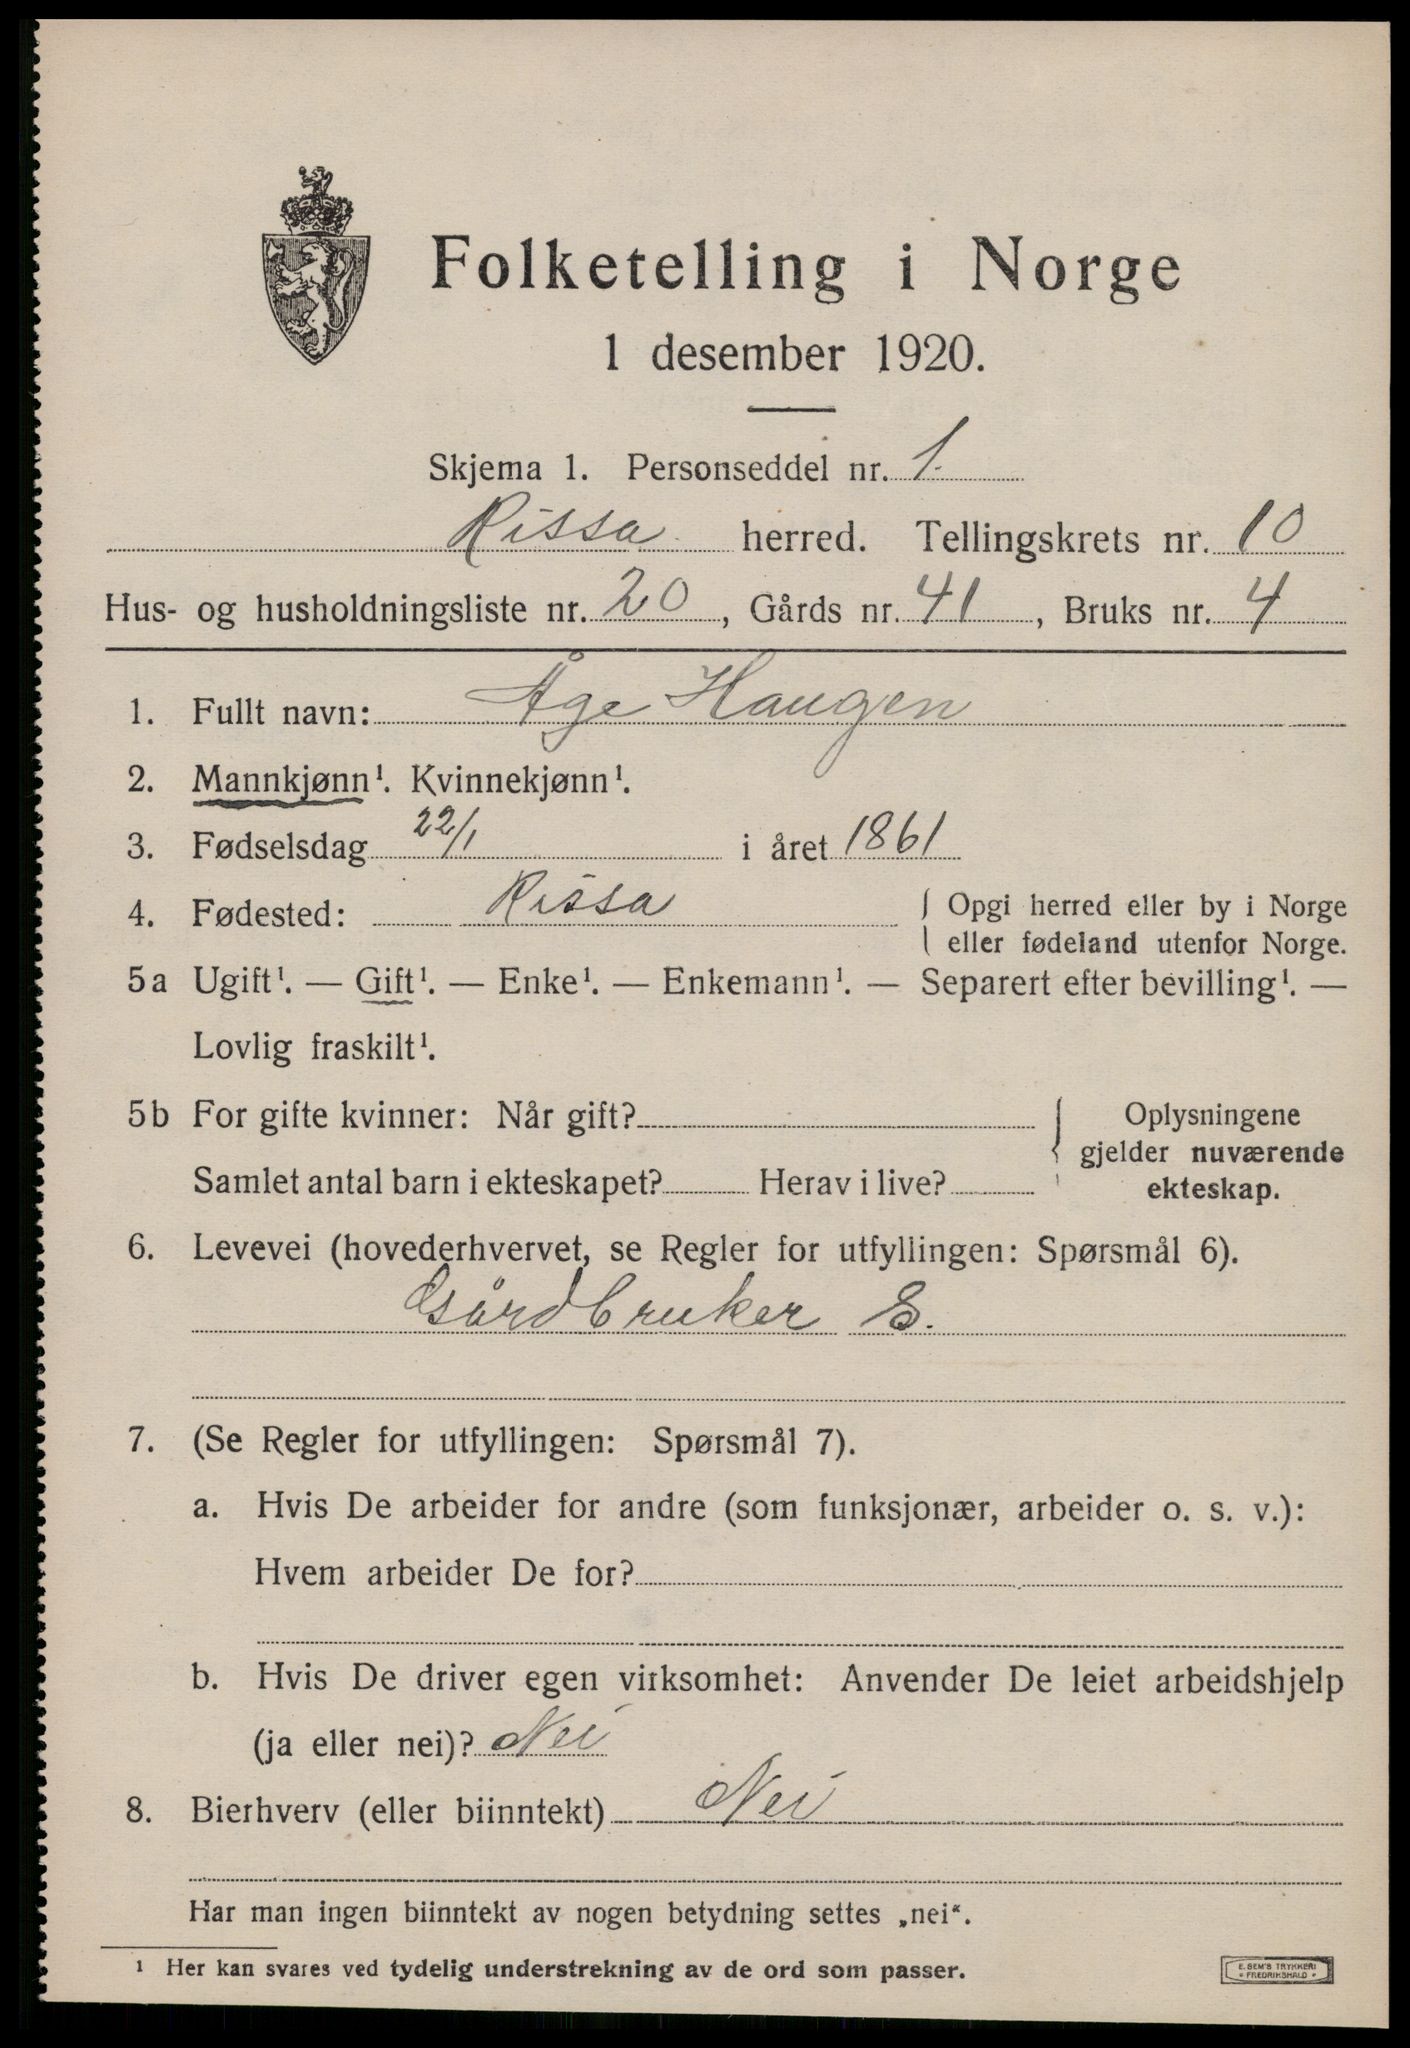 Folketelling i Norge
1 desember 1920.
Skjema 1. Personseddel nr. 1.
Rissa herred. Tellingskrets nr. 10
Hus- og husholdningsliste nr. 20, Gårds nr. 41, Bruks nr. 4
1. Fullt navn: Åge Haugen
2. Mannkjønn¹. Kvinnekjønn¹.
3. Fødselsdag 22/1 i året 1861
4. Fødested: Rissa { Opgi herred eller by i Norge
eller fødeland utenfor Norge.
5a Ugift¹. — Gift¹. — Enke¹. — Enkemann¹. — Separert efter bevilling¹. —
Lovlig fraskilt¹.
5b For gifte kvinner: Når gift? { Oplysningene
gjelder nuværende
Samlet antal barn i ekteskapet? Herav i live? ekteskap.
6. Levevei (hovederhvervet, se Regler for utfyllingen: Spørsmål 6).
Gårdbruker S.
7. (Se Regler for utfyllingen: Spørsmål 7).
a. Hvis De arbeider for andre (som funksjonær, arbeider o. s. v.):
Hvem arbeider De for?
b. Hvis De driver egen virksomhet: Anvender De leiet arbeidshjelp
(ja eller nei)? Nei
8. Bierhverv (eller biinntekt) Nei
Har man ingen biinntekt av nogen betydning settes „nei“.
¹ Her kan svares ved tydelig understrekning av de ord som passer.
E. SEM'S TRYKKERI
* FREDRIKSHALD *